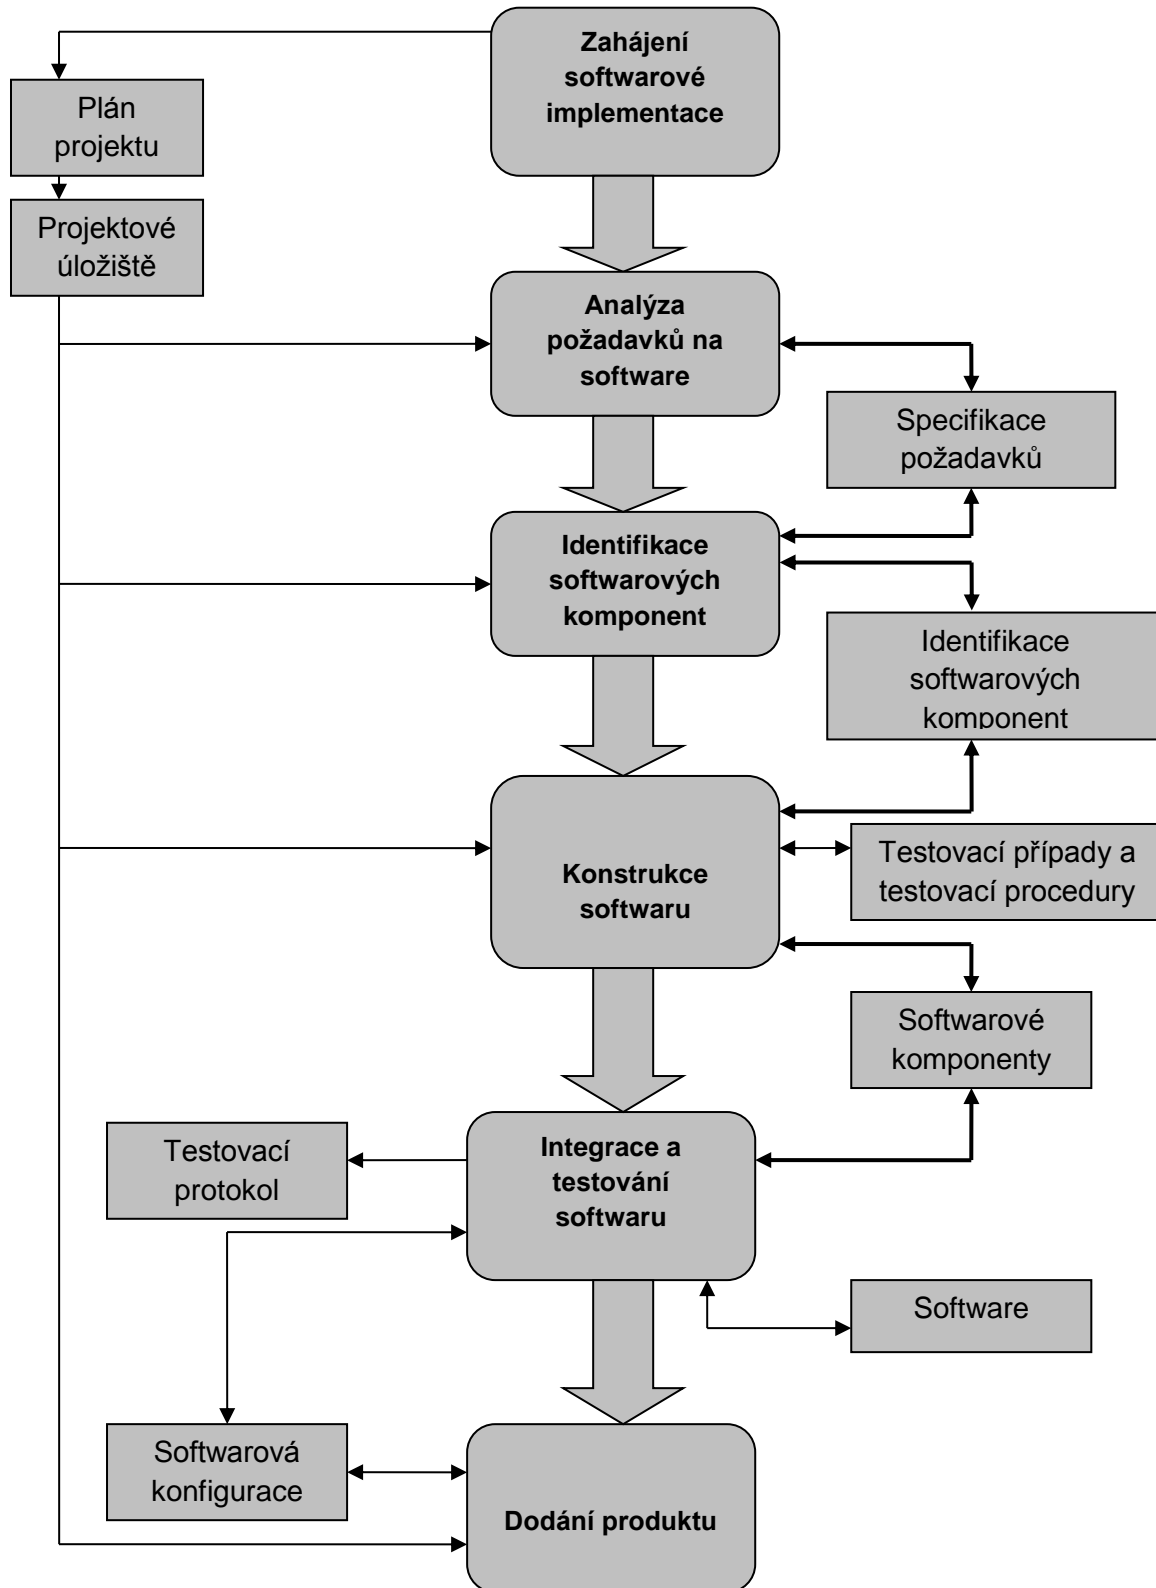 Zahájení
softwarové
implementace
Plán
projektu
Projektové
úložiště
Analýza
požadavků na
software
Specifikace
požadavků
Identifikace
softwarových
komponent
Identifikace
softwarových
komponent
Konstrukce
softwaru
Testovací případy a
testovací procedury
Softwarové
komponenty
Integrace a
testování
softwaru
Testovací
protokol
Software
Softwarová
konfigurace
Dodání produktu